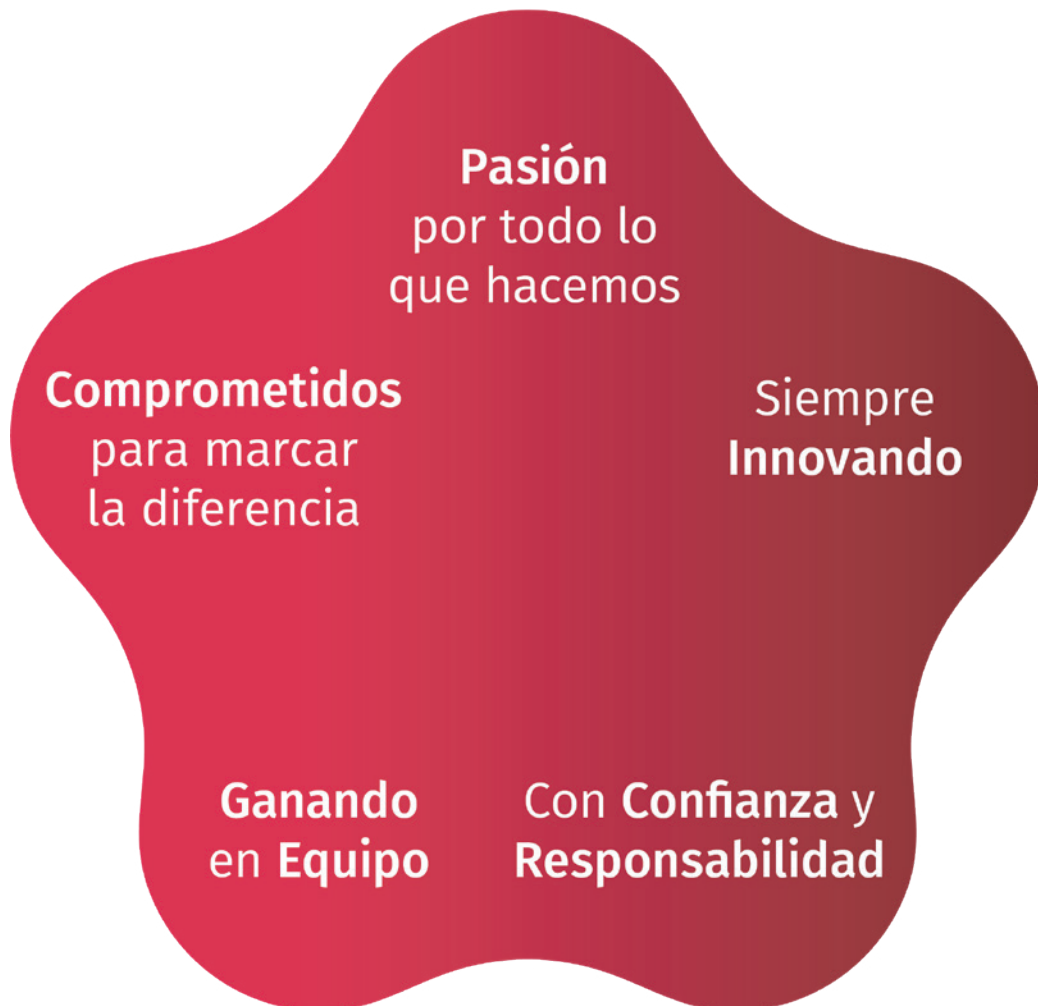 Pasión
por todo lo
que hacemos
Comprometidos
para marcar
la diferencia
Siempre
Innovando
Ganando
en Equipo
Con Confianza y
Responsabilidad